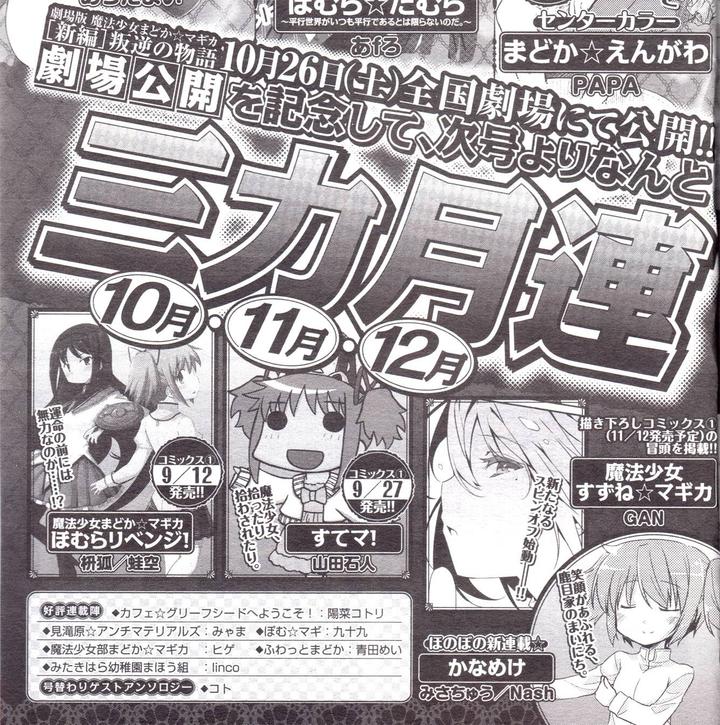 ほむら☆たむら
～平行世界がいつも平行であるとは限らないのだ。～
あfろ
センターカラー
まどか☆えんがわ
PAPA
劇場版 魔法少女まどか☆マギカ
[新編]叛逆の物語
10月26日(土)全国劇場にて公開!!
劇場公開を記念して、次号よりなんと
三カ月連
10月・11月・12月
運命の前には
無力なのか……!?
コミックス①
9/12
発売!!
魔法少女まどか☆マギカ
ほむらリベンジ!
枡狐／蛙空
魔法少女、
拾ったり
拾わされたり。
コミックス①
9/27
発売!!
すてマ!
山田石人
新たなる
スピンオフ始動——!!
描き下ろしコミックス①
(11/12発売予定)の
冒頭を掲載!!
魔法少女
すずね☆マギカ
GAN
笑顔があふれる、
鹿目家のまいにち。
ほのぼの新連載☆
かなめけ
みさちゅう／Nash
好評連載陣
◆カフェ☆グリーフシードへようこそ!：陽菜コトリ
◆見滝原☆アンチマテリアルズ：みゃま ◆ぽむ☆マギ：九十九
◆魔法少女部まどか☆マギカ ：ヒゲ ◆ふわっとまどか：青田めい
◆みたきはら幼稚園まほう組 ：linco
号替わりゲストアンソロジー ◆コト